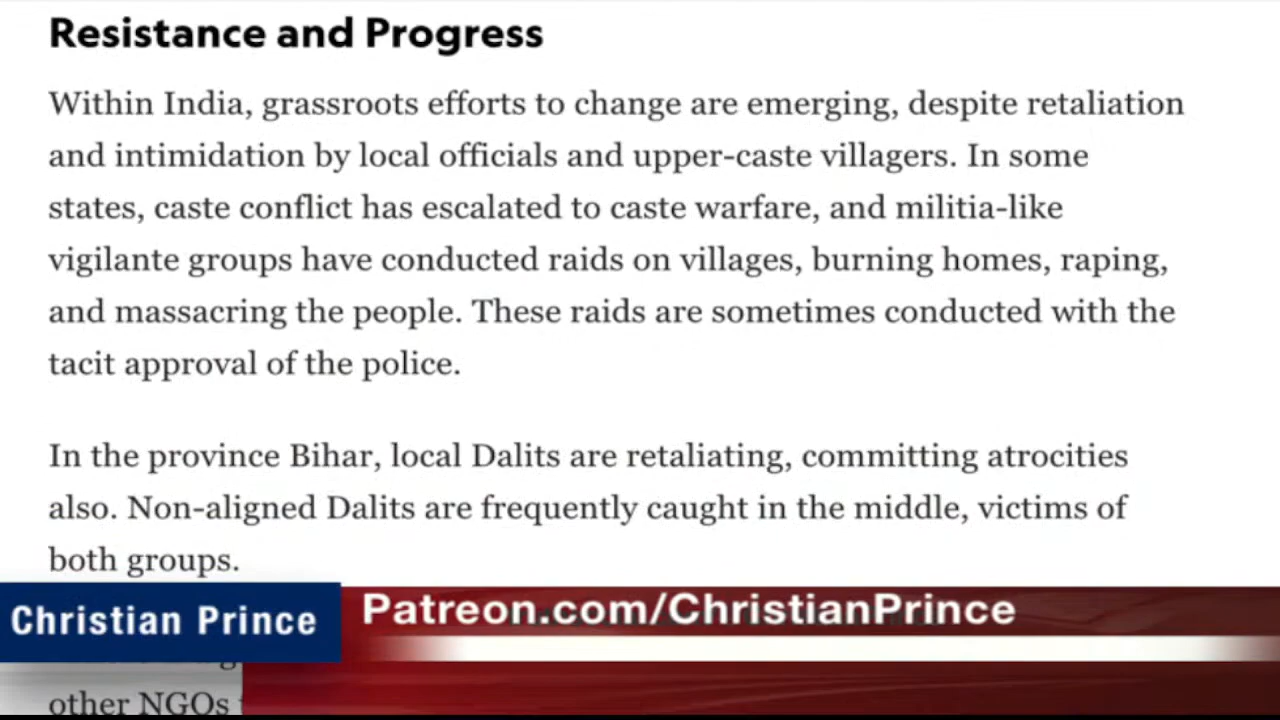 Resistance and Progress
Within India, grassroots efforts to change are emerging, despite retaliation
and intimidation by local officials and upper-caste villagers. In some
states, caste conflict has escalated to caste warfare, and militia-like
vigilante groups have conducted raids on villages, burning homes, raping,
and massacring the people. These raids are sometimes conducted with the
tacit approval of the police.
In the province Bihar, local Dalits are retaliating, committing atrocities
also. Non-aligned Dalits are frequently caught in the middle, victims of
both groups.
Christian Prince
Patreon.com/ChristianPrince
other NGOs